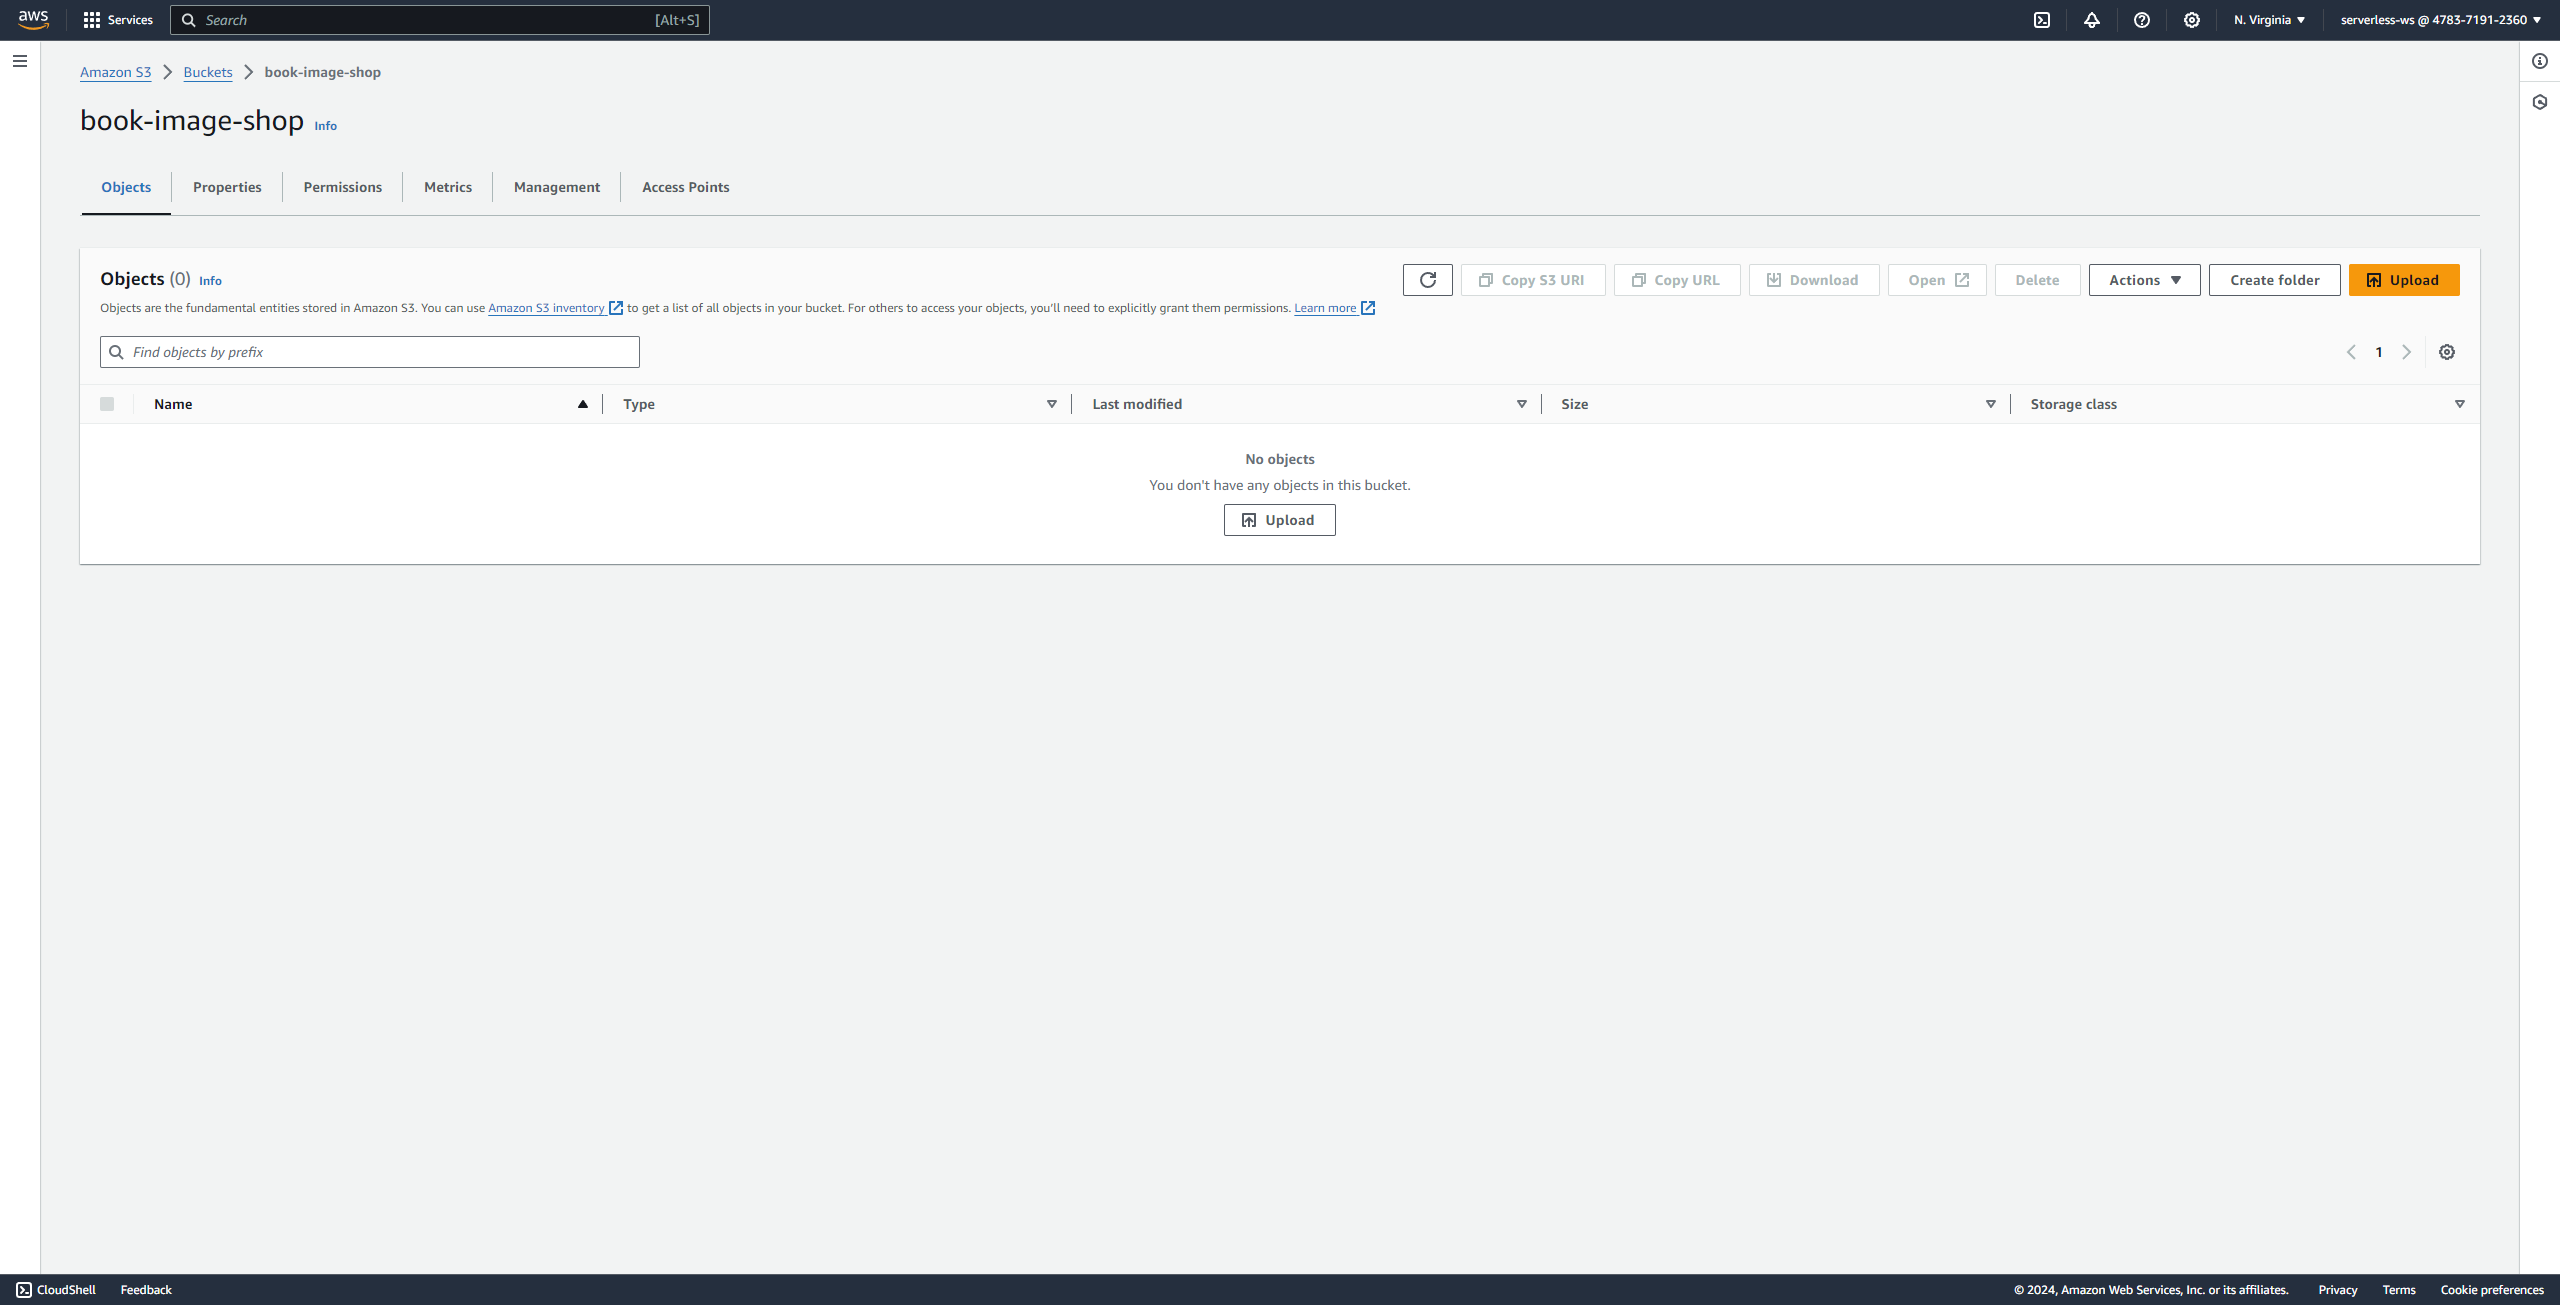 aws Services Search [Alt+S] N. Virginia serverless-ws @ 4783-7191-2360
Amazon S3 Buckets book-image-shop
book-image-shop Info
Objects Properties Permissions Metrics Management Access Points
Objects (0) Info
Copy S3 URI Copy URL Download Open Delete Actions Create folder Upload
Objects are the fundamental entities stored in Amazon S3. You can use Amazon S3 inventory to get a list of all objects in your bucket. For others to access your objects, you'll need to explicitly grant them permissions. Learn more
Find objects by prefix
1
Name Type Last modified Size Storage class
No objects
You don't have any objects in this bucket.
Upload
CloudShell Feedback © 2024, Amazon Web Services, Inc. or its affiliates. Privacy Terms Cookie preferences